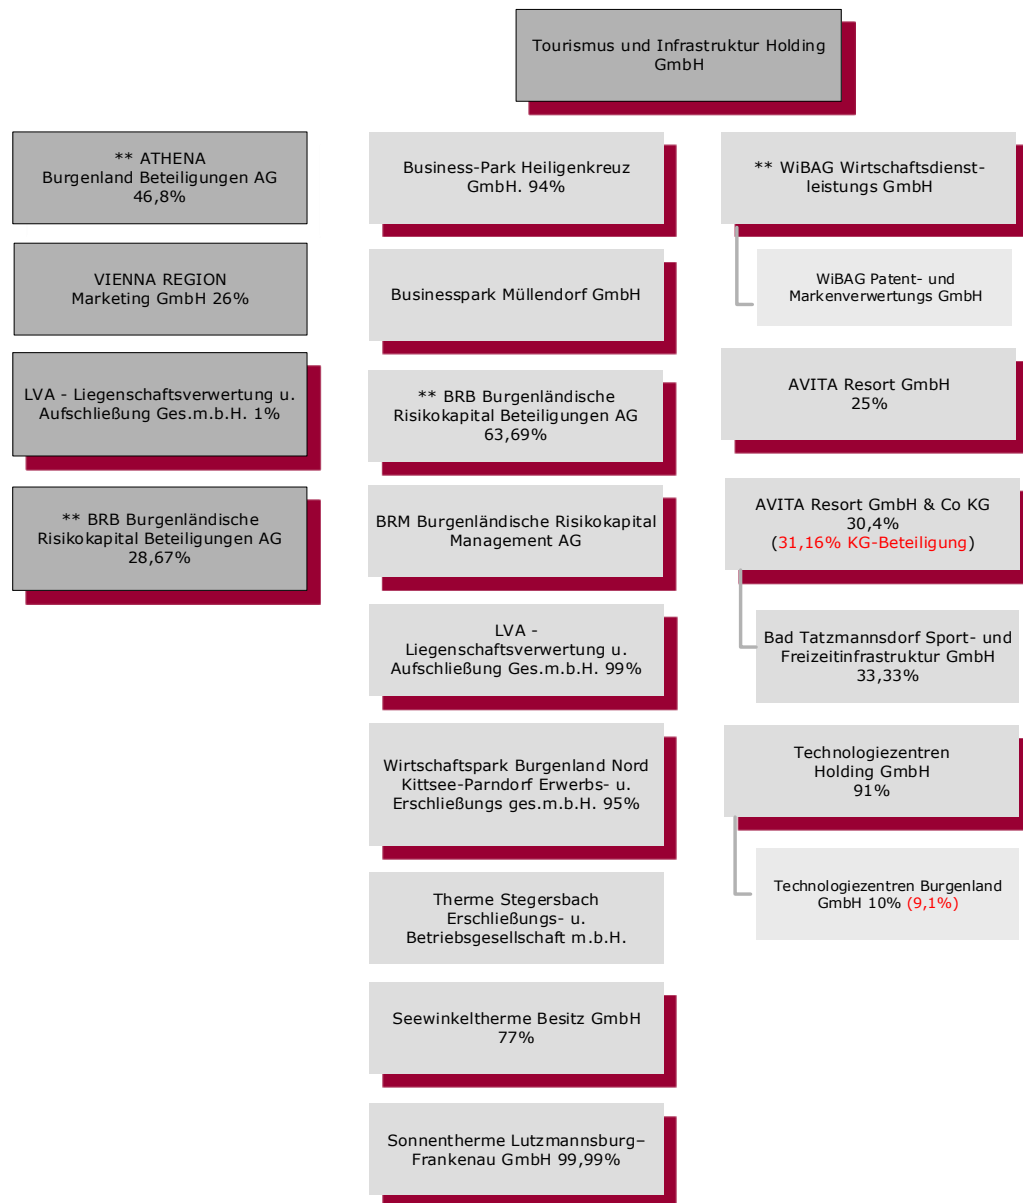 Tourismus und Infrastruktur Holding
GmbH
** ATHENA
Burgenland Beteiligungen AG
46,8%
VIENNA REGION
Marketing GmbH 26%
LVA - Liegenschaftsverwertung u.
Aufschließung Ges.m.b.H. 1%
** BRB Burgenländische
Risikokapital Beteiligungen AG
28,67%
Business-Park Heiligenkreuz
GmbH. 94%
Businesspark Müllendorf GmbH
** BRB Burgenländische
Risikokapital Beteiligungen AG
63,69%
BRM Burgenländische Risikokapital
Management AG
LVA -
Liegenschaftsverwertung u.
Aufschließung Ges.m.b.H. 99%
Wirtschaftspark Burgenland Nord
Kittsee-Parndorf Erwerbs- u.
Erschließungs ges.m.b.H. 95%
Therme Stegersbach
Erschließungs- u.
Betriebsgesellschaft m.b.H.
Seewinkeltherme Besitz GmbH
77%
Sonnentherme Lutzmannsburg–
Frankenau GmbH 99,99%
** WiBAG Wirtschaftsdienst-
leistungs GmbH
WiBAG Patent- und
Markenverwertungs GmbH
AVITA Resort GmbH
25%
AVITA Resort GmbH & Co KG
30,4%
(31,16% KG-Beteiligung)
Bad Tatzmannsdorf Sport- und
Freizeitinfrastruktur GmbH
33,33%
Technologiezentren
Holding GmbH
91%
Technologiezentren Burgenland
GmbH 10% (9,1%)